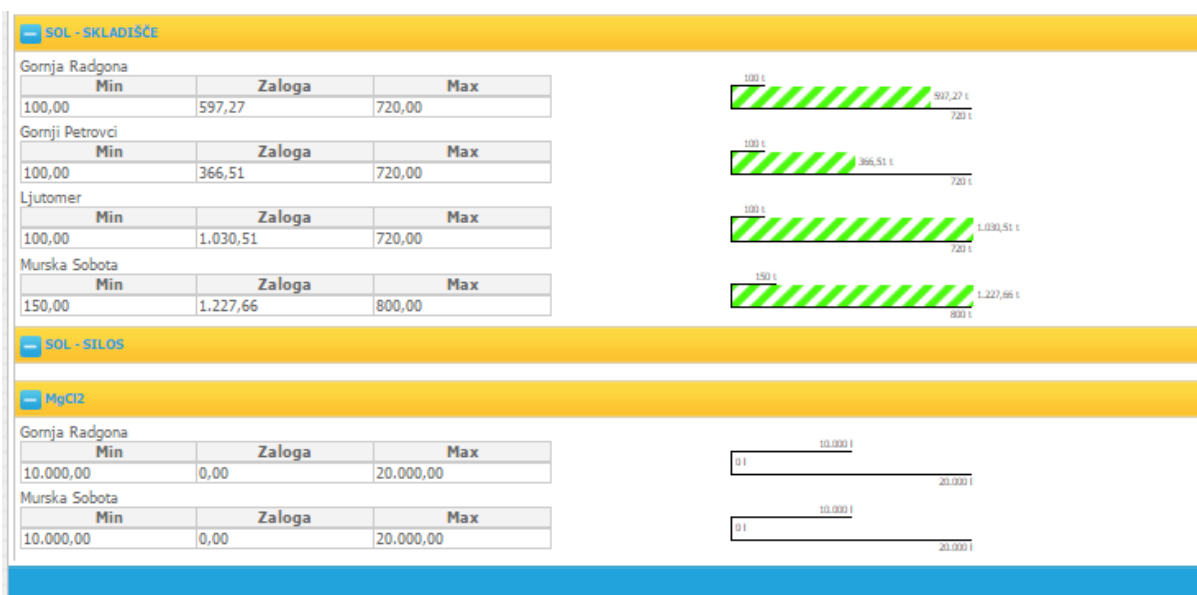 SOL - SKLADIŠČE
Gornja Radgona
Min Zaloga Max
100,00 597,27 720,00
100 t
597,27 t
720 t
Gornji Petrovci
Min Zaloga Max
100,00 366,51 720,00
100 t
366,51 t
720 t
Ljutomer
Min Zaloga Max
100,00 1.030,51 720,00
100 t
1.030,51 t
720 t
Murska Sobota
Min Zaloga Max
150,00 1.227,66 800,00
150 t
1.227,66 t
800 t
SOL - SILOS
MgCl2
Gornja Radgona
Min Zaloga Max
10.000,00 0,00 20.000,00
10.000 l
0 l
20.000 l
Murska Sobota
Min Zaloga Max
10.000,00 0,00 20.000,00
10.000 l
0 l
20.000 l